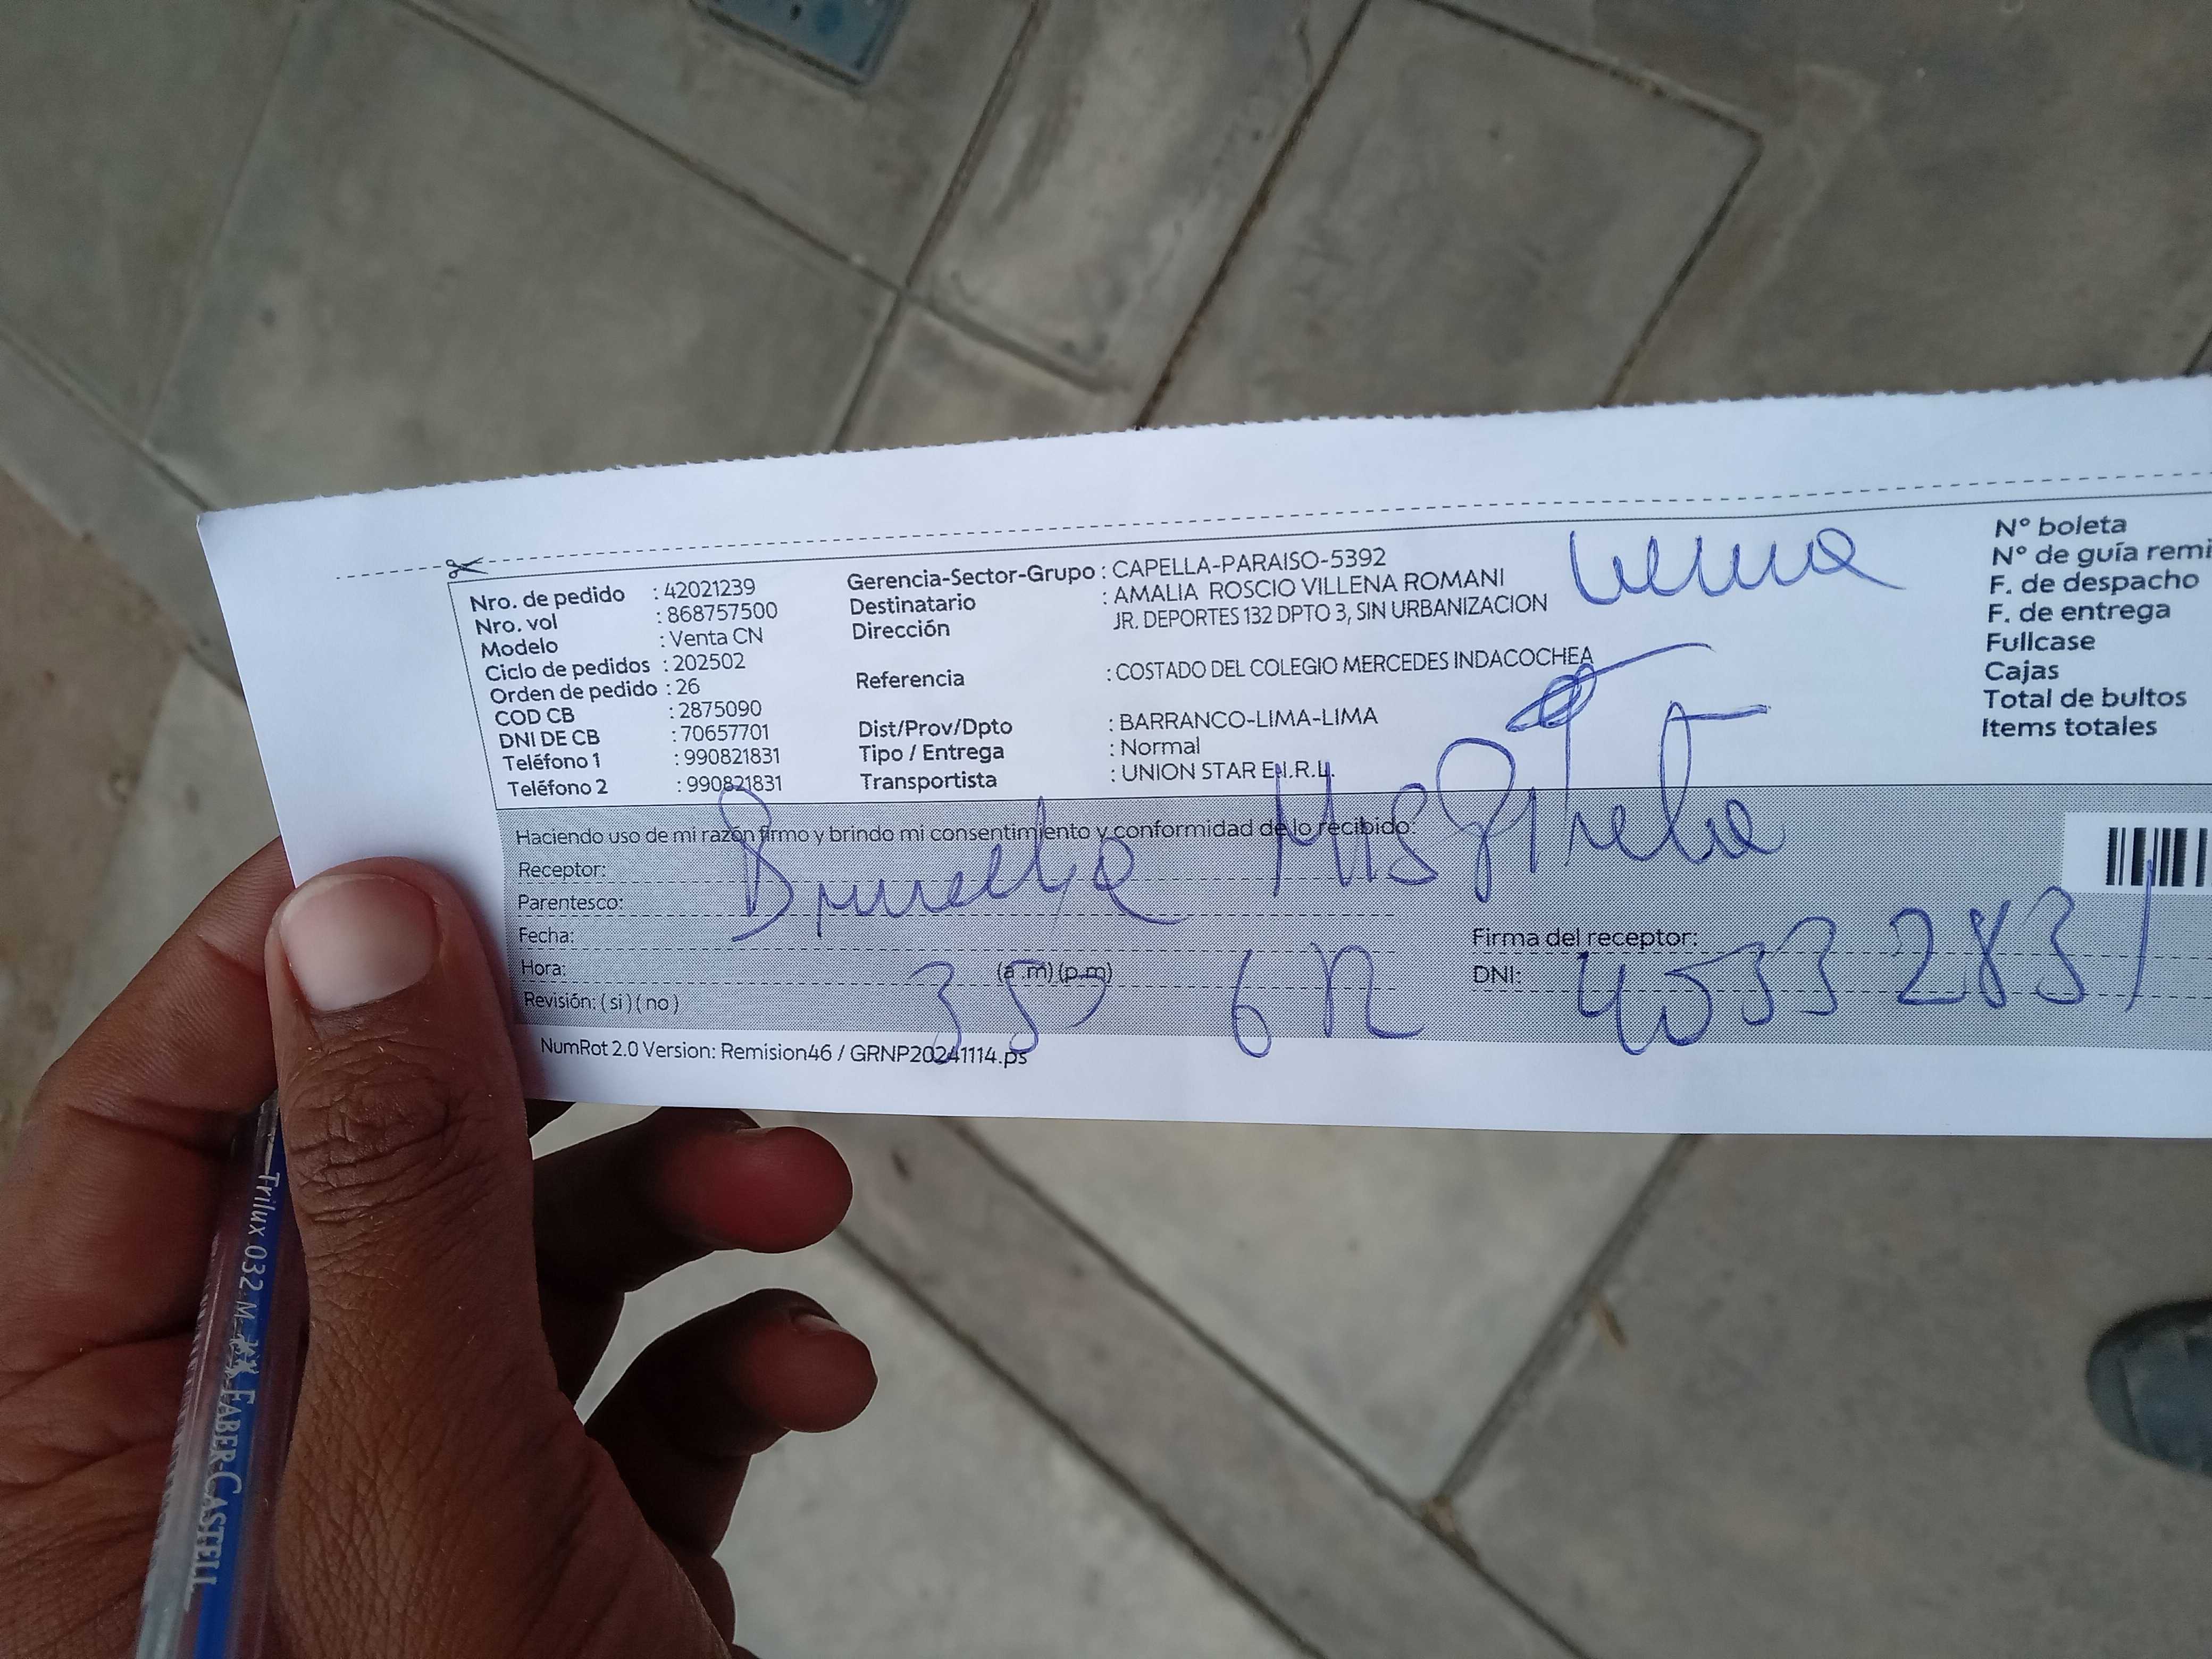 Nro. de pedido : 42021239
Nro. vol : 868757500
Modelo : Venta CN
Ciclo de pedidos : 202502
Orden de pedido : 26
COD CB : 2875090
DNI DE CB : 70657701
Teléfono 1 : 990821831
Teléfono 2 : 990821831
Gerencia-Sector-Grupo : CAPELLA-PARAISO-5392
Destinatario : AMALIA ROSCIO VILLENA ROMANI
Dirección JR. DEPORTES 132 DPTO 3, SIN URBANIZACION
Referencia : COSTADO DEL COLEGIO MERCEDES INDACOCHEA
Dist/Prov/Dpto : BARRANCO-LIMA-LIMA
Tipo / Entrega : Normal
Transportista : UNION STAR E.I.R.L.
N° boleta
N° de guía remi
F. de despacho
F. de entrega
Fullcase
Cajas
Total de bultos
Items totales
Haciendo uso de mi razón firmo y brindo mi consentimiento y conformidad de lo recibido:
Receptor:
Parentesco:
Fecha:
Hora: (a .m) (p.m)
Revisión: ( si ) ( no )
Firma del receptor:
DNI: 40532831
NumRot 2.0 Version: Remision46 / GRNP20241114.ps
Trilux 032 M FABER-CASTELL